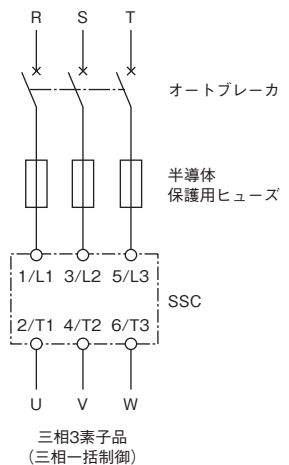 R S T
オートブレーカ
半導体
保護用ヒューズ
1/L1 3/L2 5/L3
SSC
2/T1 4/T2 6/T3
U V W
三相3素子品
（三相一括制御）